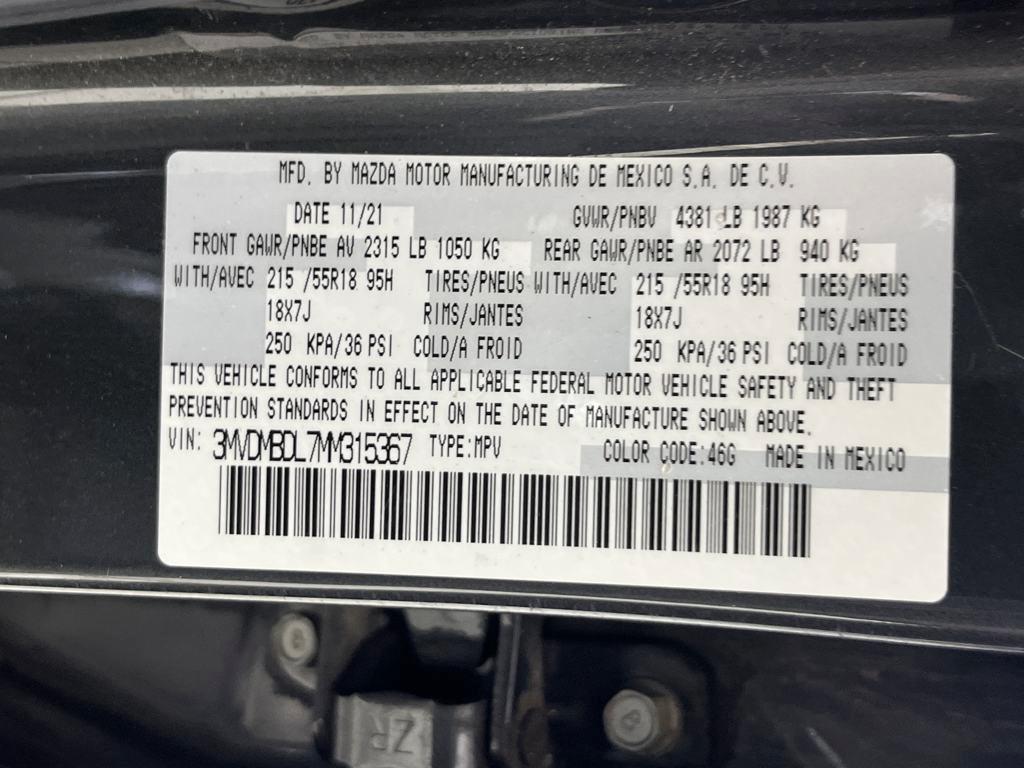 MFD. BY MAZDA MOTOR MANUFACTURING DE MEXICO S.A. DE C.V.
DATE 11/21 GVWR/PNBV 4381 LB 1987 KG
FRONT GAWR/PNBE AV 2315 LB 1050 KG REAR GAWR/PNBE AR 2072 LB 940 KG
WITH/AVEC 215 /55R18 95H TIRES/PNEUS WITH/AVEC 215 /55R18 95H TIRES/PNEUS
18X7J RIMS/JANTES 18X7J RIMS/JANTES
250 KPA/36 PSI COLD/A FROID 250 KPA/36 PSI COLD/A FROID
THIS VEHICLE CONFORMS TO ALL APPLICABLE FEDERAL MOTOR VEHICLE SAFETY AND THEFT
PREVENTION STANDARDS IN EFFECT ON THE DATE OF MANUFACTURE SHOWN ABOVE.
VIN: 3MVDMBDL7MM315367 TYPE:MPV COLOR CODE:46G MADE IN MEXICO
ZP